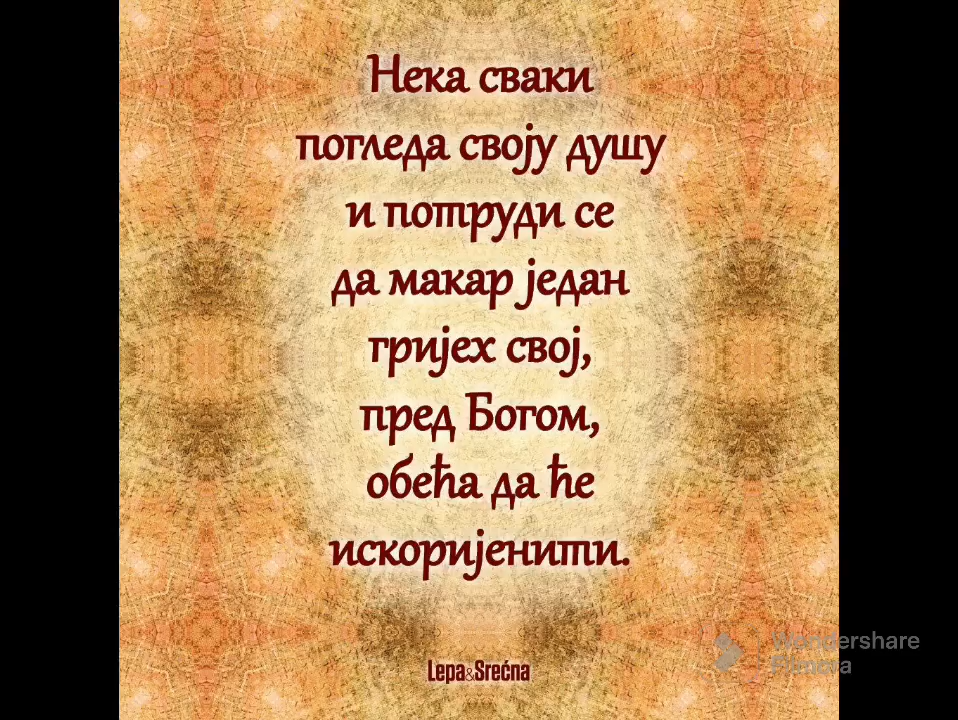 Нека сваки
погледа своју душу
и потруди се
да макар један
гријех свој,
пред Богом,
обећа да ће
искоријенити.
Lepa&Srećna
Wondershare
Filmora